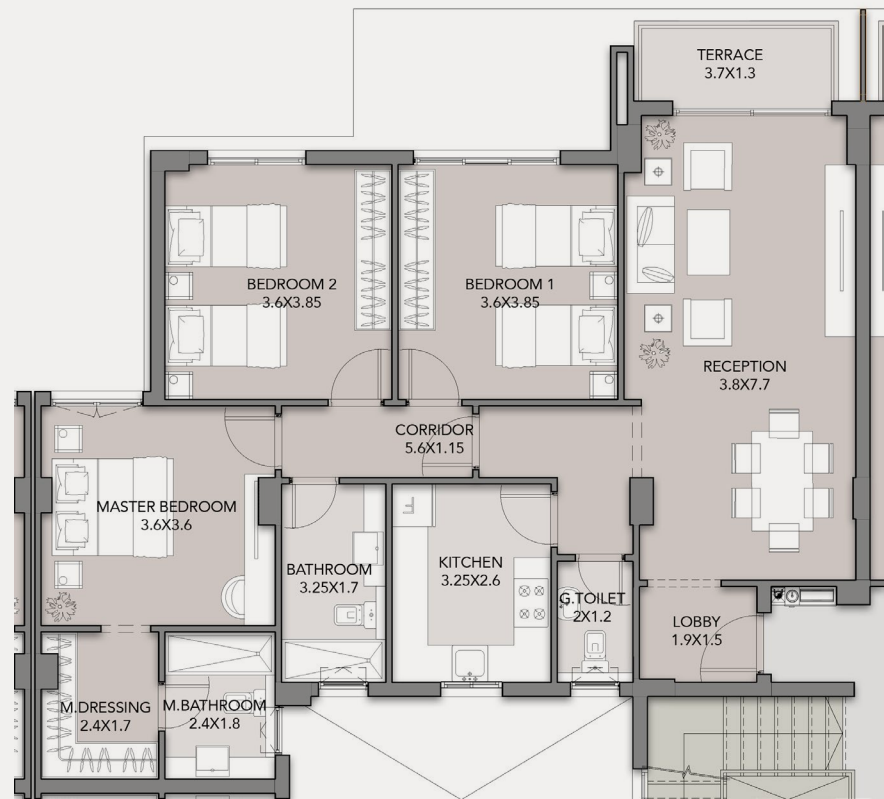 TERRACE
3.7X1.3
BEDROOM 2
3.6X3.85
BEDROOM 1
3.6X3.85
RECEPTION
3.8X7.7
CORRIDOR
5.6X1.15
MASTER BEDROOM
3.6X3.6
BATHROOM
3.25X1.7
KITCHEN
3.25X2.6
F
G.TOILET
2X1.2
LOBBY
1.9X1.5
M.DRESSING
2.4X1.7
M.BATHROOM
2.4X1.8